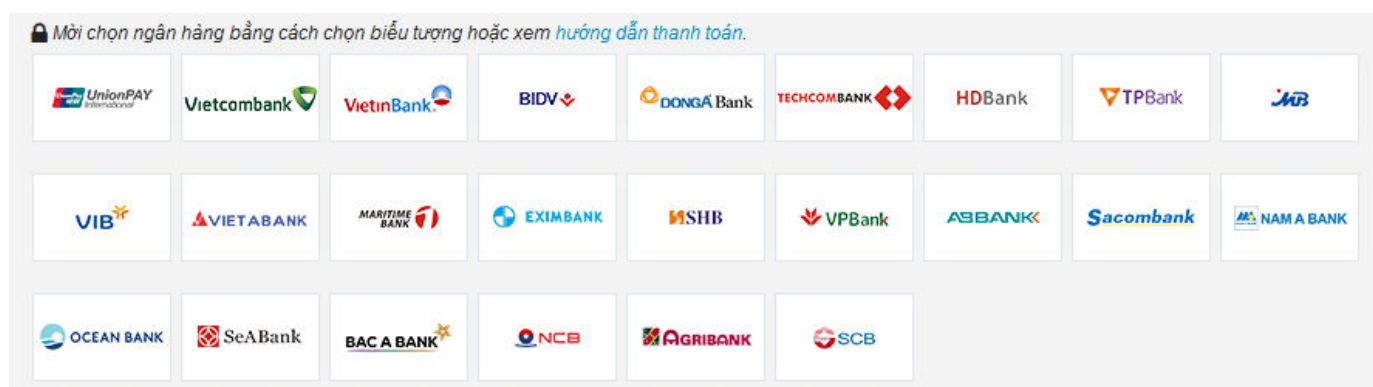 Mời chọn ngân hàng bằng cách chọn biểu tượng hoặc xem hướng dẫn thanh toán.
UnionPAY
International
Vietcombank
VietinBank
BIDV
DONGA Bank
TECHCOMBANK
HDBank
TPBank
MB
VIB
VIETABANK
MARITIME
BANK
EXIMBANK
SHB
VPBank
ABBANK
Sacombank
NAM A BANK
OCEAN BANK
SeABank
BAC A BANK
NCB
AGRIBANK
SCB